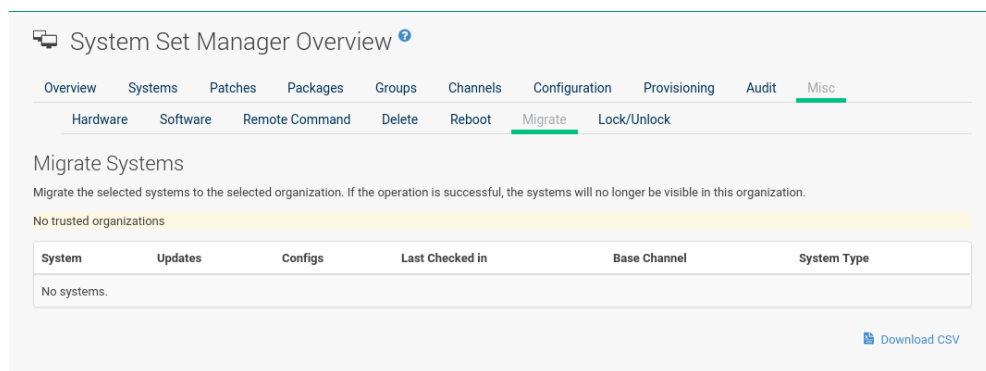 System Set Manager Overview ?
Overview Systems Patches Packages Groups Channels Configuration Provisioning Audit Misc
Hardware Software Remote Command Delete Reboot Migrate Lock/Unlock
Migrate Systems
Migrate the selected systems to the selected organization. If the operation is successful, the systems will no longer be visible in this organization.
No trusted organizations
System Updates Configs Last Checked in Base Channel System Type
No systems.
Download CSV